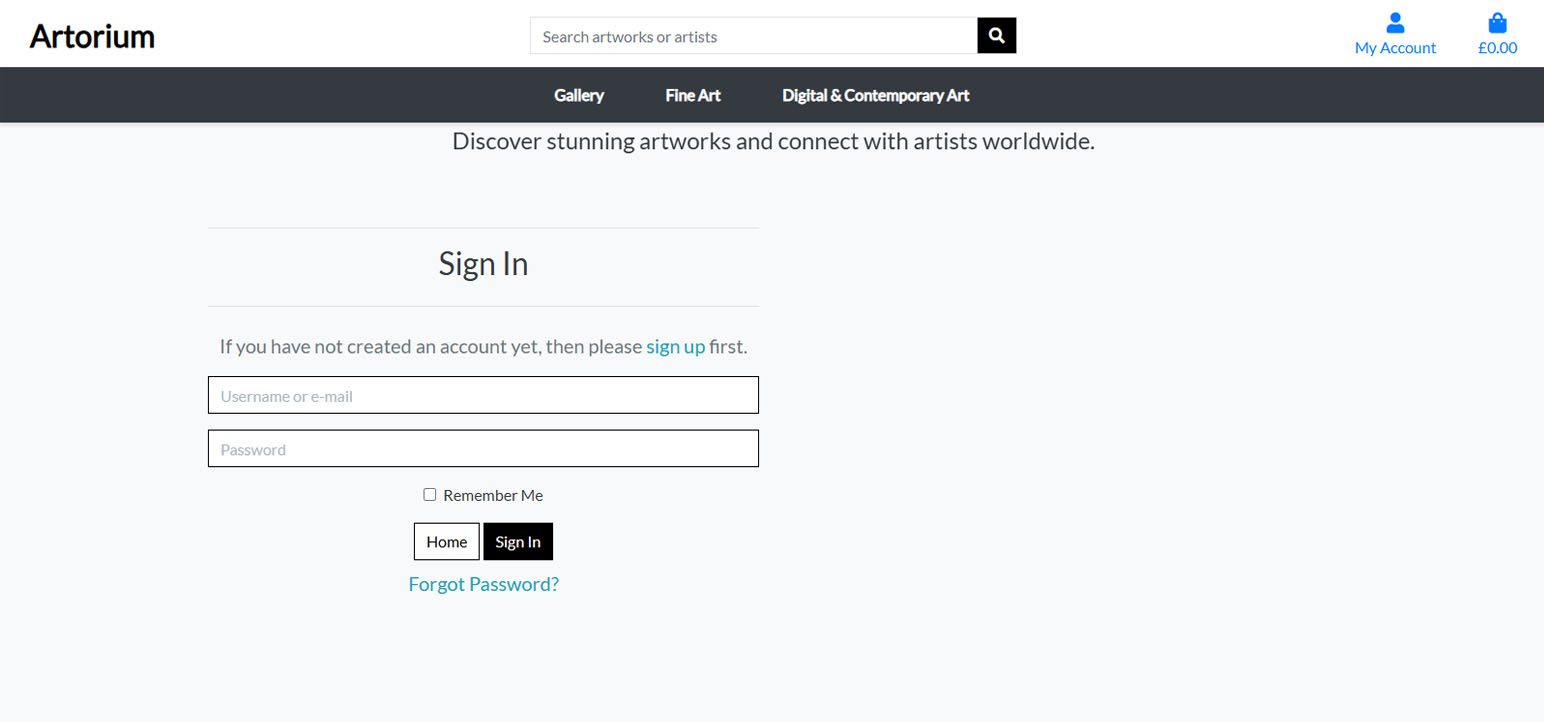 Artorium
Search artworks or artists
My Account
£0.00
Gallery
Fine Art
Digital & Contemporary Art
Discover stunning artworks and connect with artists worldwide.
Sign In
If you have not created an account yet, then please sign up first.
Username or e-mail
Password
Remember Me
Home
Sign In
Forgot Password?